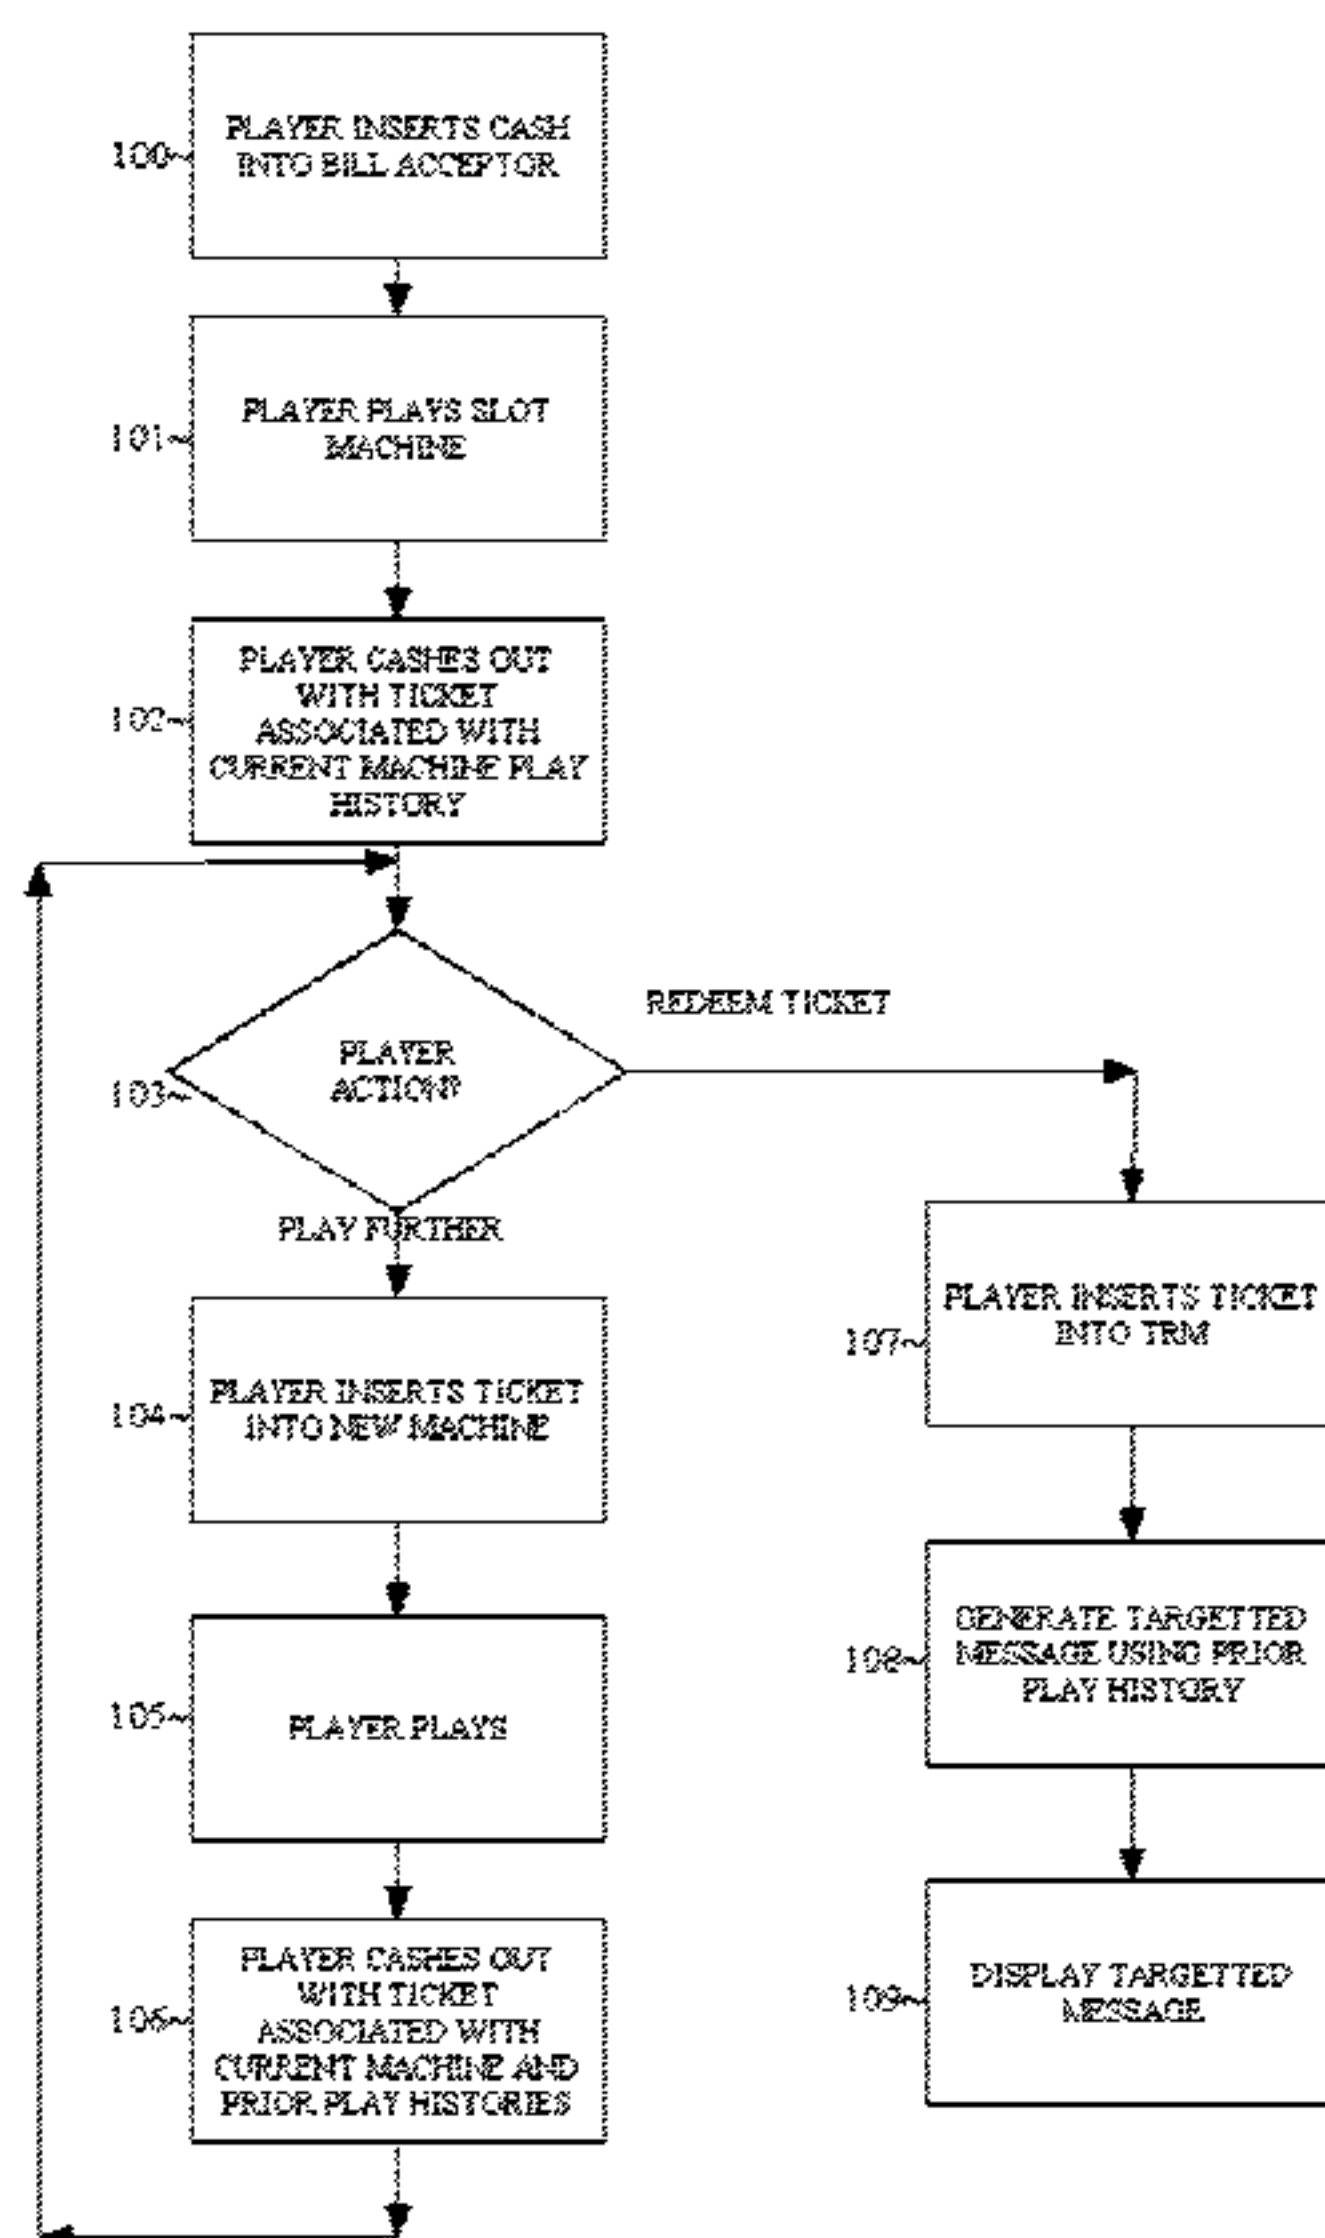 PLAYER INSERTS CASH
INTO BILL ACCEPTOR
100
PLAYER PLAYS SLOT
MACHINE
101
PLAYER CASHES OUT
WITH TICKET
ASSOCIATED WITH
CURRENT MACHINE PLAY
HISTORY
102
REDEEM TICKET
PLAYER
ACTION?
103
PLAY FURTHER
PLAYER INSERTS TICKET
INTO NEW MACHINE
104
PLAYER PLAYS
105
PLAYER CASHES OUT
WITH TICKET
ASSOCIATED WITH
CURRENT MACHINE AND
PRIOR PLAY HISTORIES
106
PLAYER INSERTS TICKET
INTO TRM
107
GENERATE TARGETTED
MESSAGE USING PRIOR
PLAY HISTORY
108
DISPLAY TARGETTED
MESSAGE
109